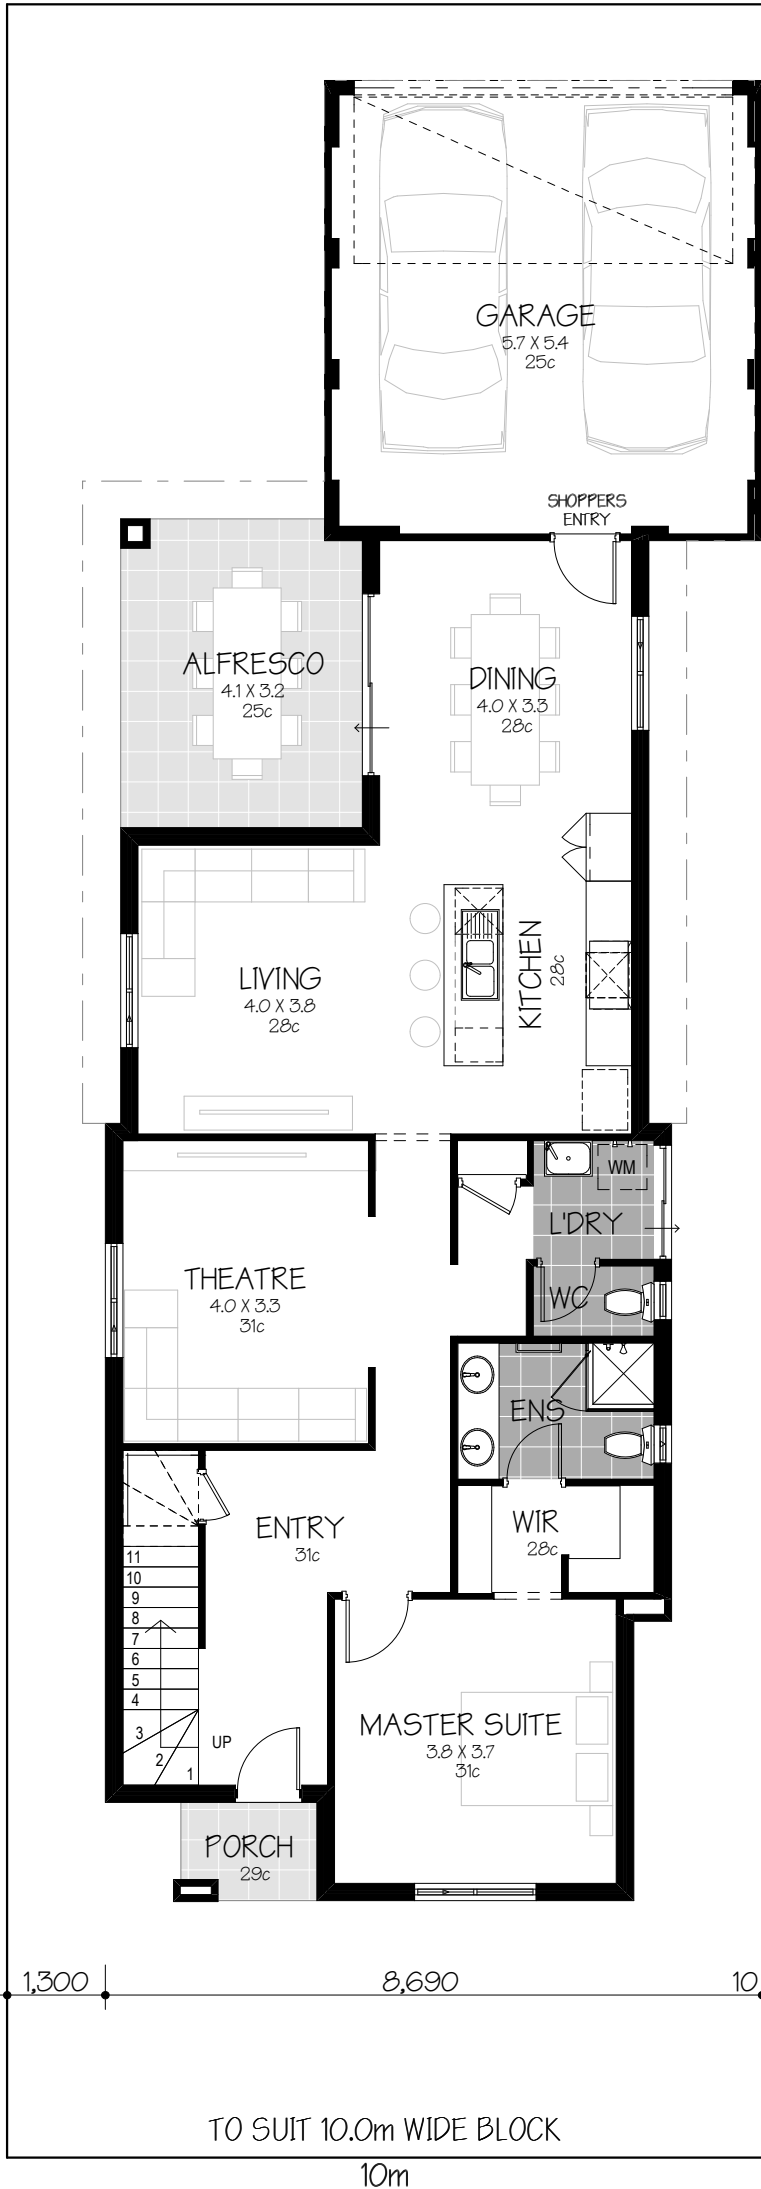 GARAGE
5.7 X 5.4
25c
SHOPPERS
ENTRY
ALFRESCO
4.1 X 3.2
25c
DINING
4.0 X 3.3
28c
LIVING
4.0 X 3.8
28c
KITCHEN
28c
WM
L'DRY
WC
THEATRE
4.0 X 3.3
31c
ENS
WIR
28c
ENTRY
31c
11
10
9
8
7
6
5
4
3
2
1
UP
MASTER SUITE
3.8 X 3.7
31c
PORCH
29c
1,300
8,690
10
TO SUIT 10.0m WIDE BLOCK
10m